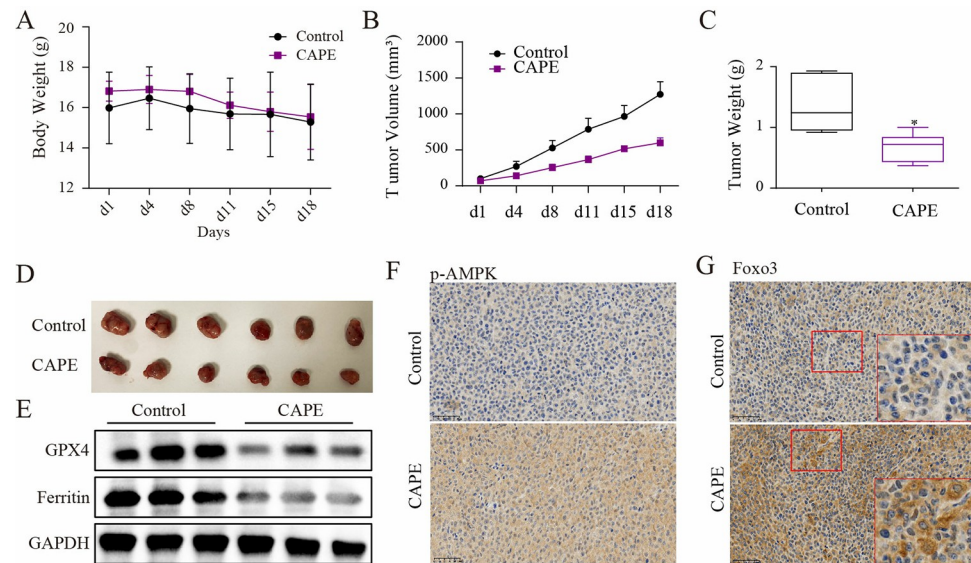 A
Body Weight (g)
20
18
16
14
12
Control
CAPE
d1 d4 d8 d11 d15 d18
Days
B
T umor Volume (mm³)
2000
1500
1000
500
0
Control
CAPE
d1 d4 d8 d11 d15 d18
C
Tumor Weight (g)
2
1
0
*
Control CAPE
D
Control
CAPE
E
Control CAPE
GPX4
Ferritin
GAPDH
F
p-AMPK
Control
CAPE
G
Foxo3
Control
CAPE